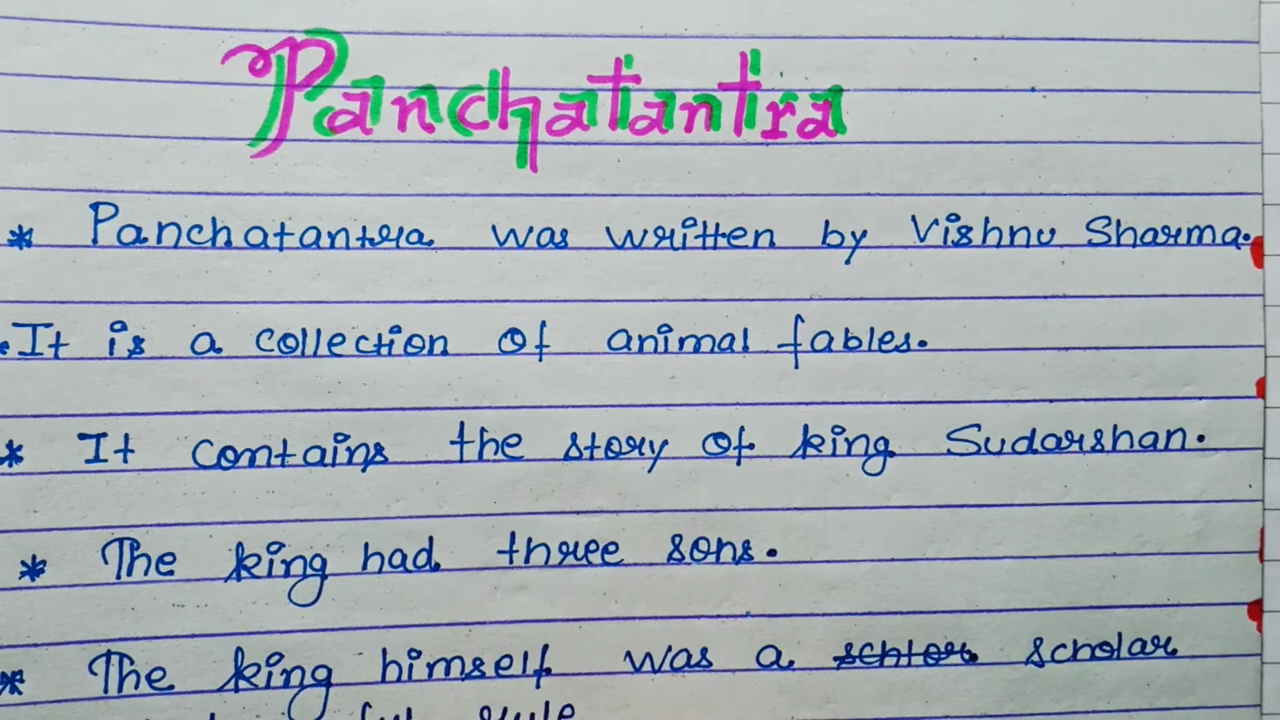 Panchatantra
* Panchatantra was written by Vishnu Sharma.
• It is a collection of animal fables.
* It contains the story of king Sudarshan.
* The king had three sons.
* The king himself was a scholar